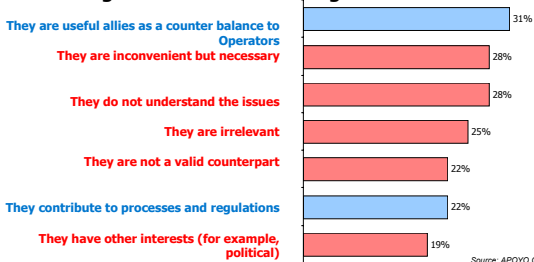 They are useful allies as a counter balance to
Operators
31%
They are inconvenient but necessary
28%
They do not understand the issues
28%
They are irrelevant
25%
They are not a valid counterpart
22%
They contribute to processes and regulations
22%
They have other interests (for example,
political)
19%
Source: APOYO